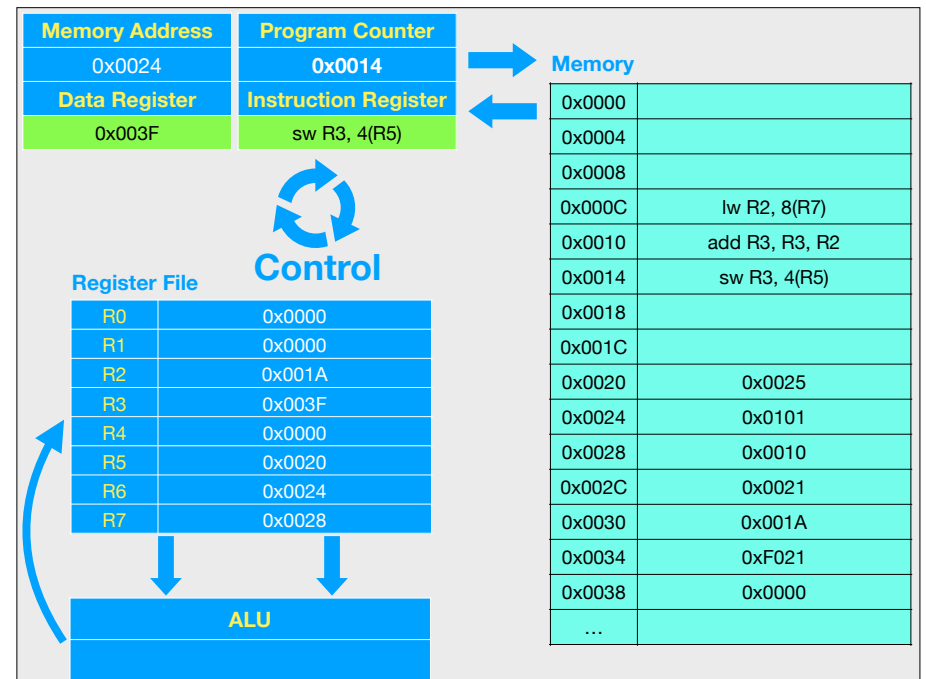 Memory Address Program Counter
0x0024 0x0014
Data Register Instruction Register
0x003F sw R3, 4(R5)
Control
Register File
R0 0x0000
R1 0x0000
R2 0x001A
R3 0x003F
R4 0x0000
R5 0x0020
R6 0x0024
R7 0x0028
ALU
Memory
0x0000
0x0004
0x0008
0x000C lw R2, 8(R7)
0x0010 add R3, R3, R2
0x0014 sw R3, 4(R5)
0x0018
0x001C
0x0020 0x0025
0x0024 0x0101
0x0028 0x0010
0x002C 0x0021
0x0030 0x001A
0x0034 0xF021
0x0038 0x0000
…